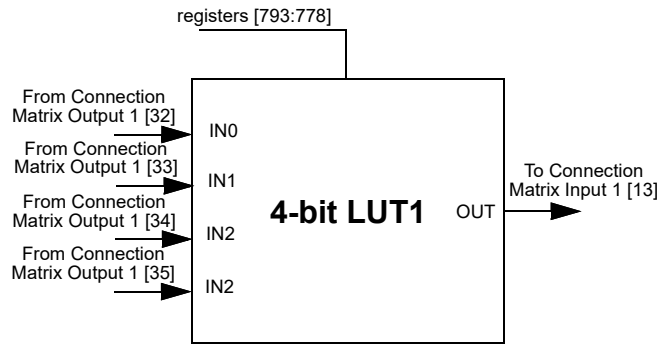 registers [793:778]
From Connection
Matrix Output 1 [32]
IN0
From Connection
Matrix Output 1 [33]
IN1
From Connection
Matrix Output 1 [34]
IN2
From Connection
Matrix Output 1 [35]
IN2
4-bit LUT1
OUT
To Connection
Matrix Input 1 [13]